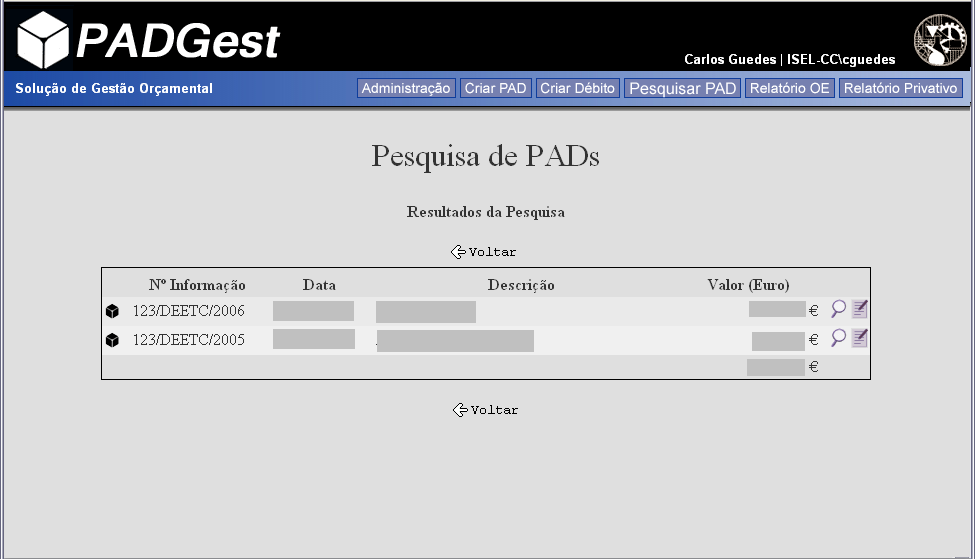 PADGest
Carlos Guedes | ISEL-CC\cguedes
Solução de Gestão Orçamental
Administração Criar PAD Criar Débito Pesquisar PAD Relatório OE Relatório Privativo
Pesquisa de PADs
Resultados da Pesquisa
Voltar
Nº Informação Data Descrição Valor (Euro)
123/DEETC/2006 €
123/DEETC/2005 €
€
Voltar